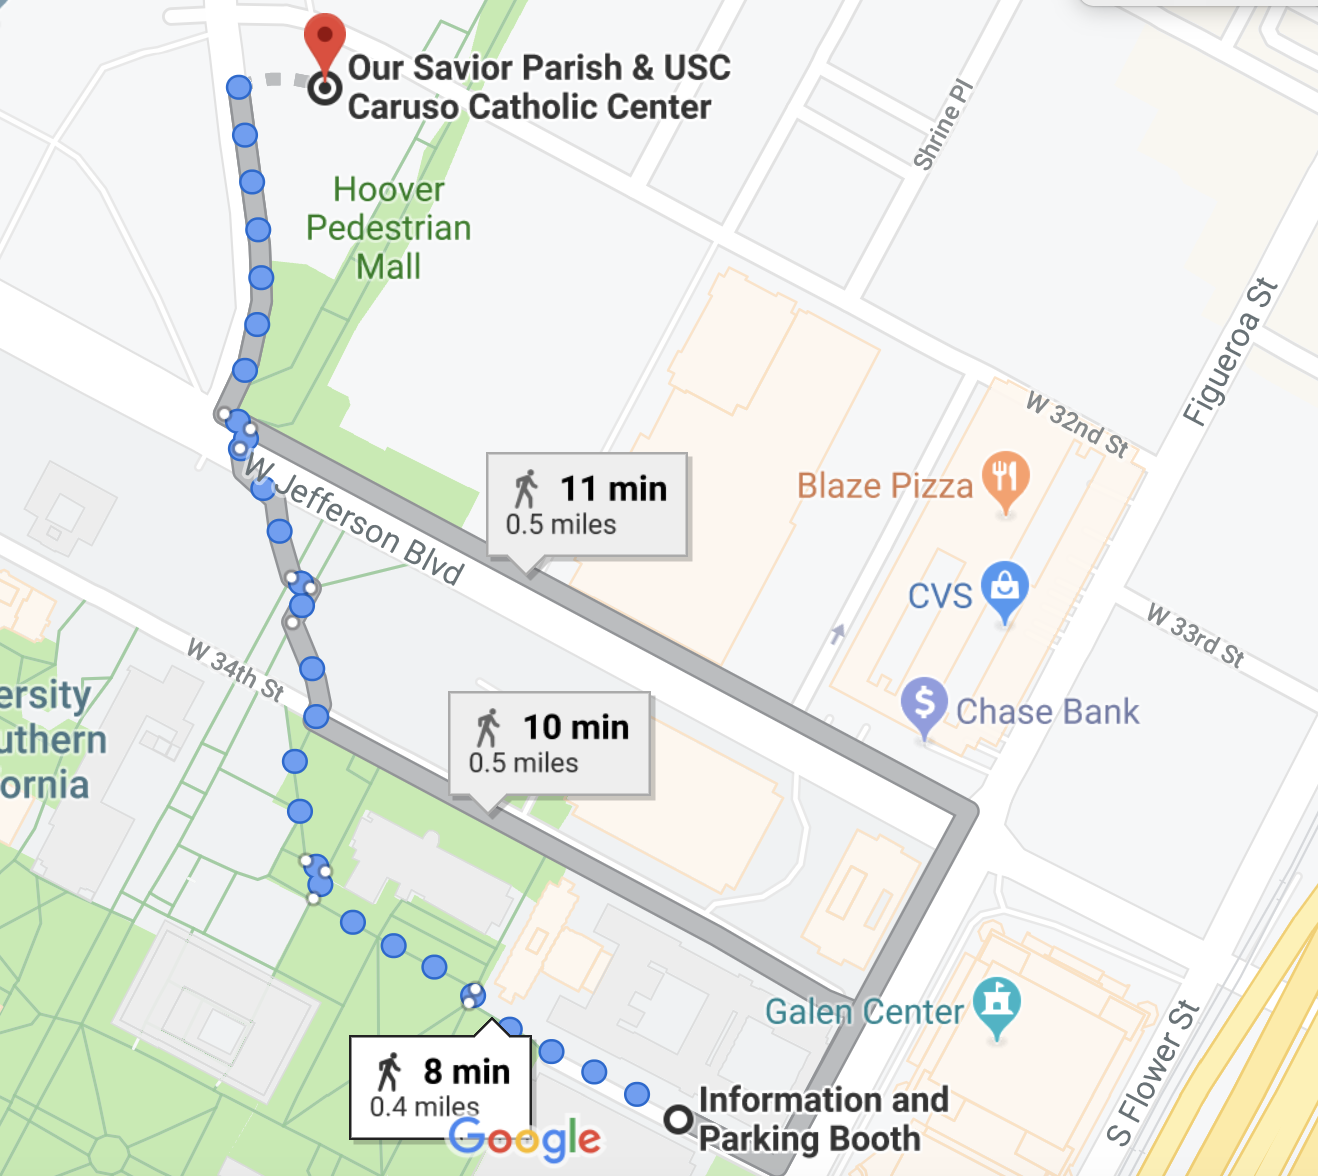 Our Savior Parish & USC
Caruso Catholic Center
Shrine Pl
Hoover
Pedestrian
Mall
Figueroa St
W 32nd St
11 min
0.5 miles
Blaze Pizza
W Jefferson Blvd
CVS
W 33rd St
W 34th St
ersity
uthern
ornia
10 min
0.5 miles
Chase Bank
Galen Center
S Flower St
8 min
0.4 miles
Google
Information and
Parking Booth
$